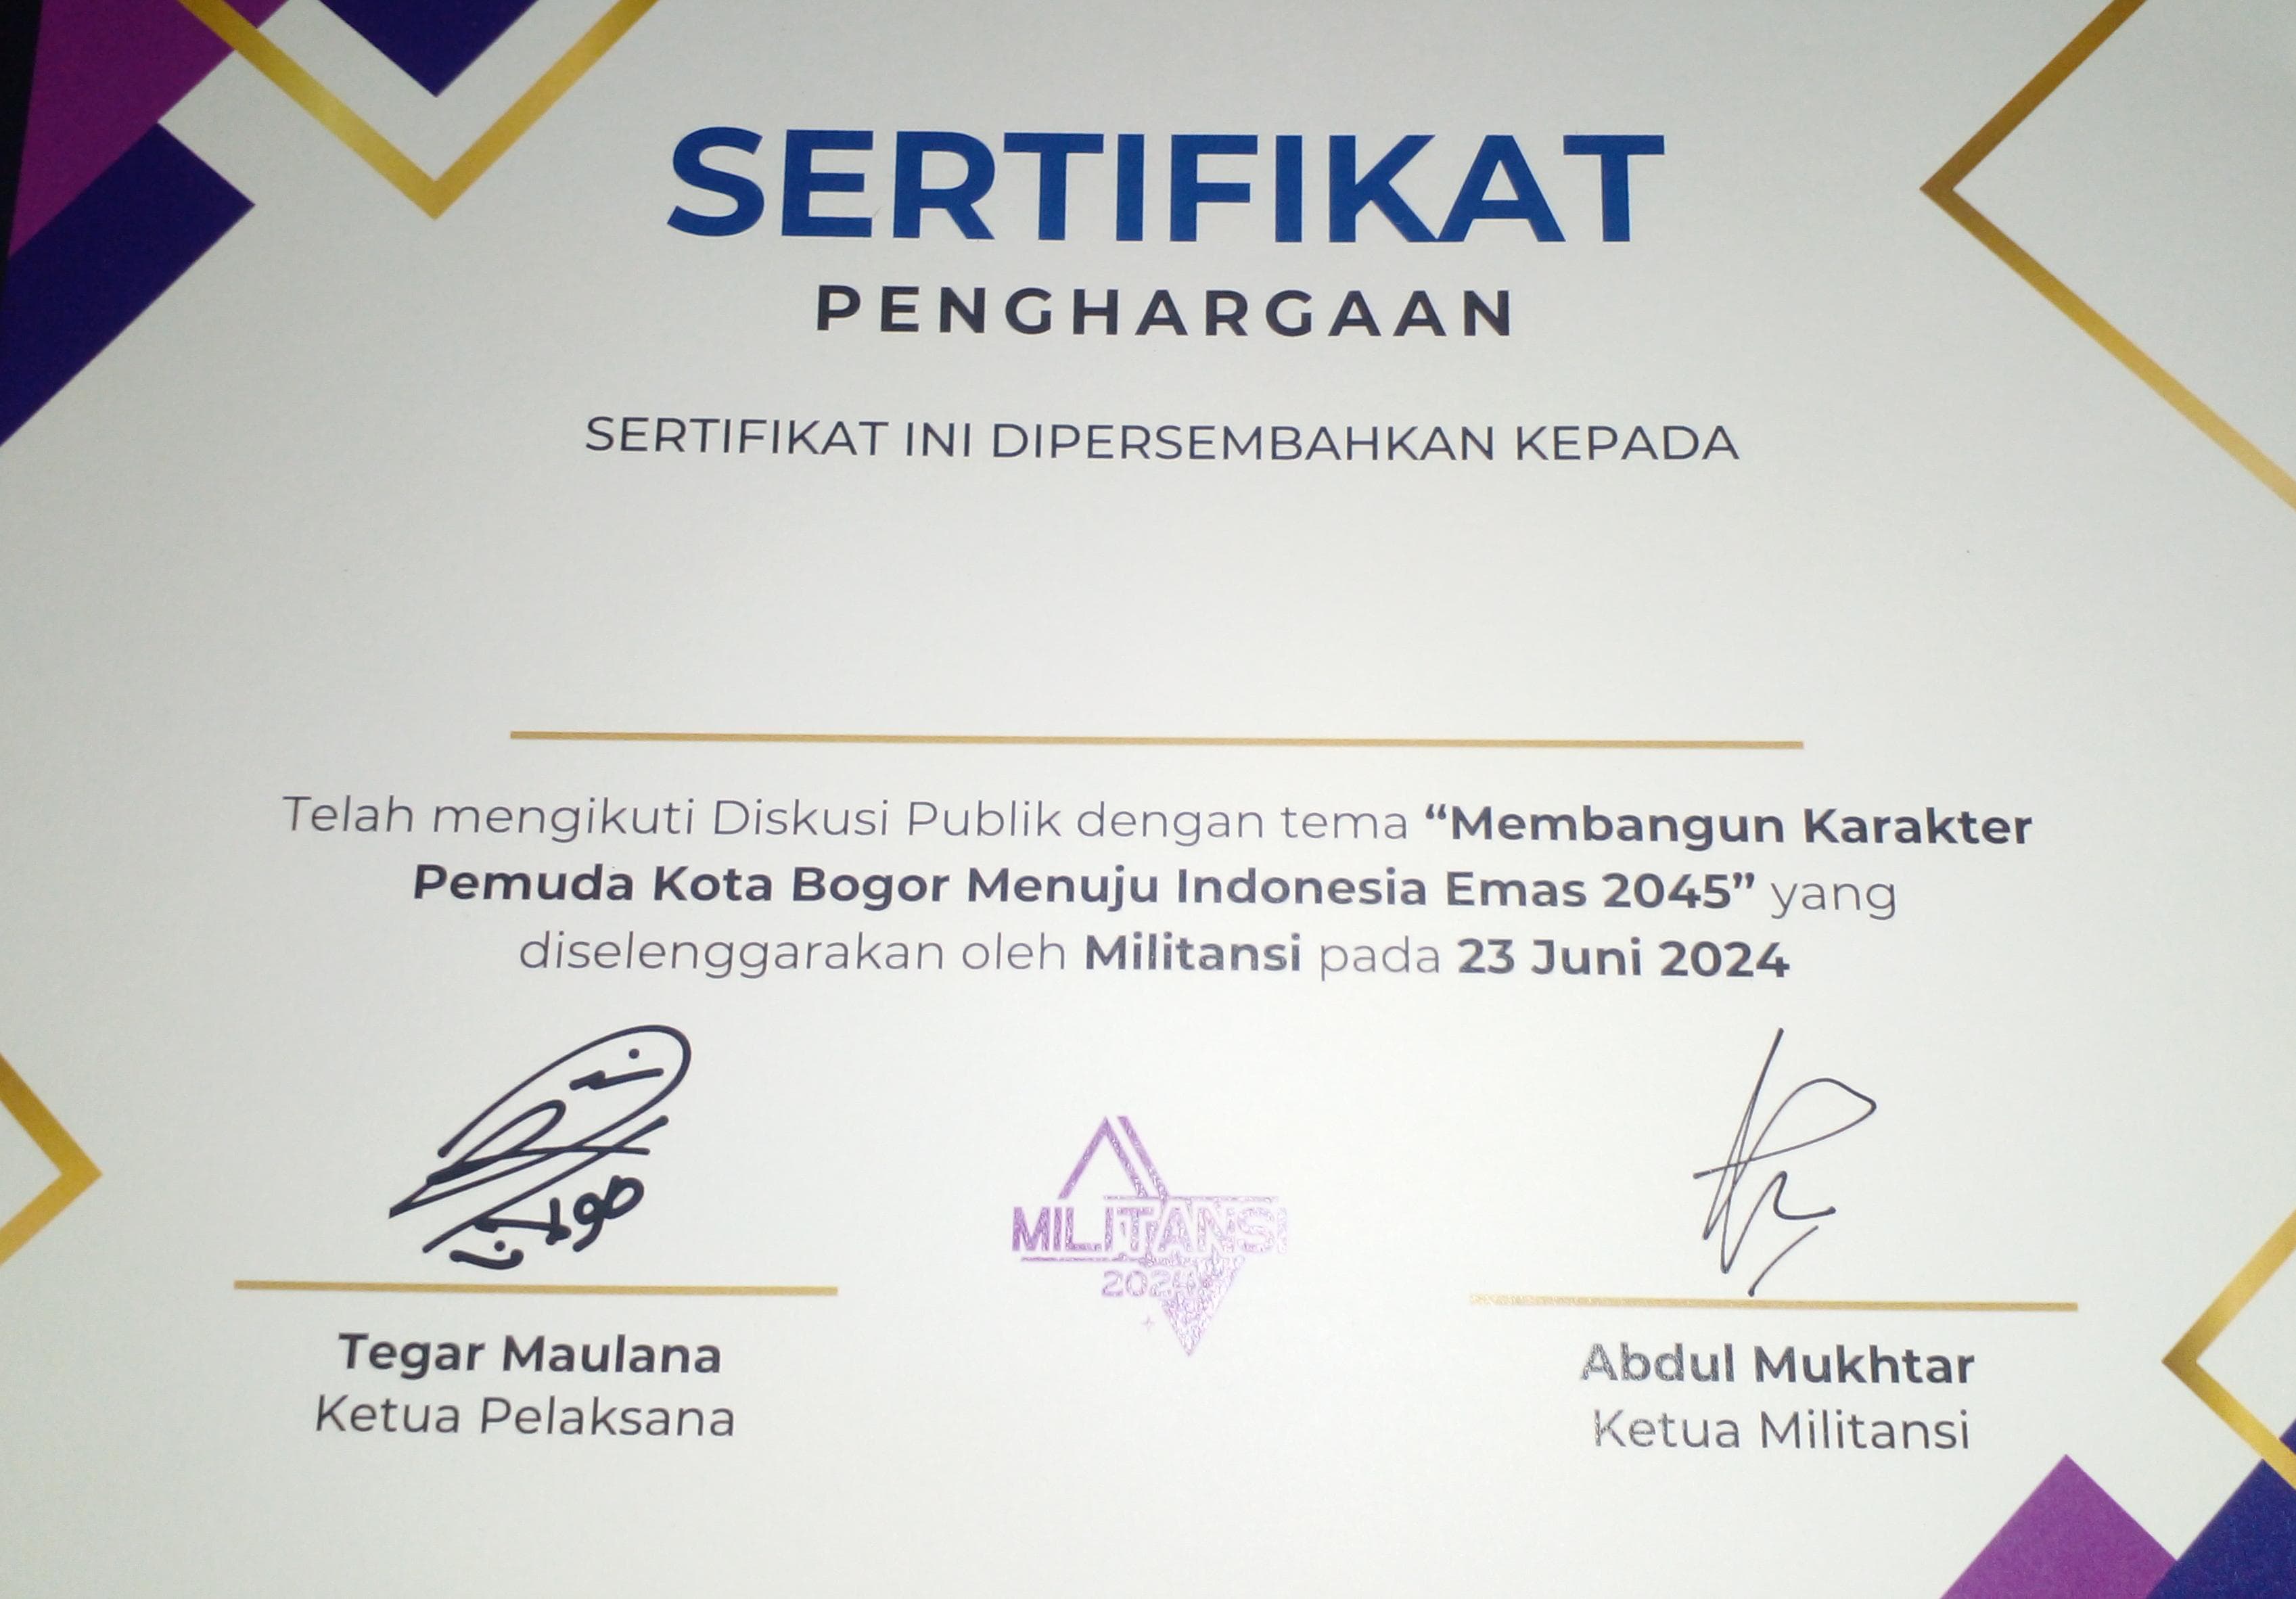 SERTIFIKAT
PENGHARGAAN
SERTIFIKAT INI DIPERSEMBAHKAN KEPADA
Telah mengikuti Diskusi Publik dengan tema “Membangun Karakter
Pemuda Kota Bogor Menuju Indonesia Emas 2045” yang
diselenggarakan oleh Militansi pada 23 Juni 2024
MILITANSI
2024
Tegar Maulana
Ketua Pelaksana
Abdul Mukhtar
Ketua Militansi